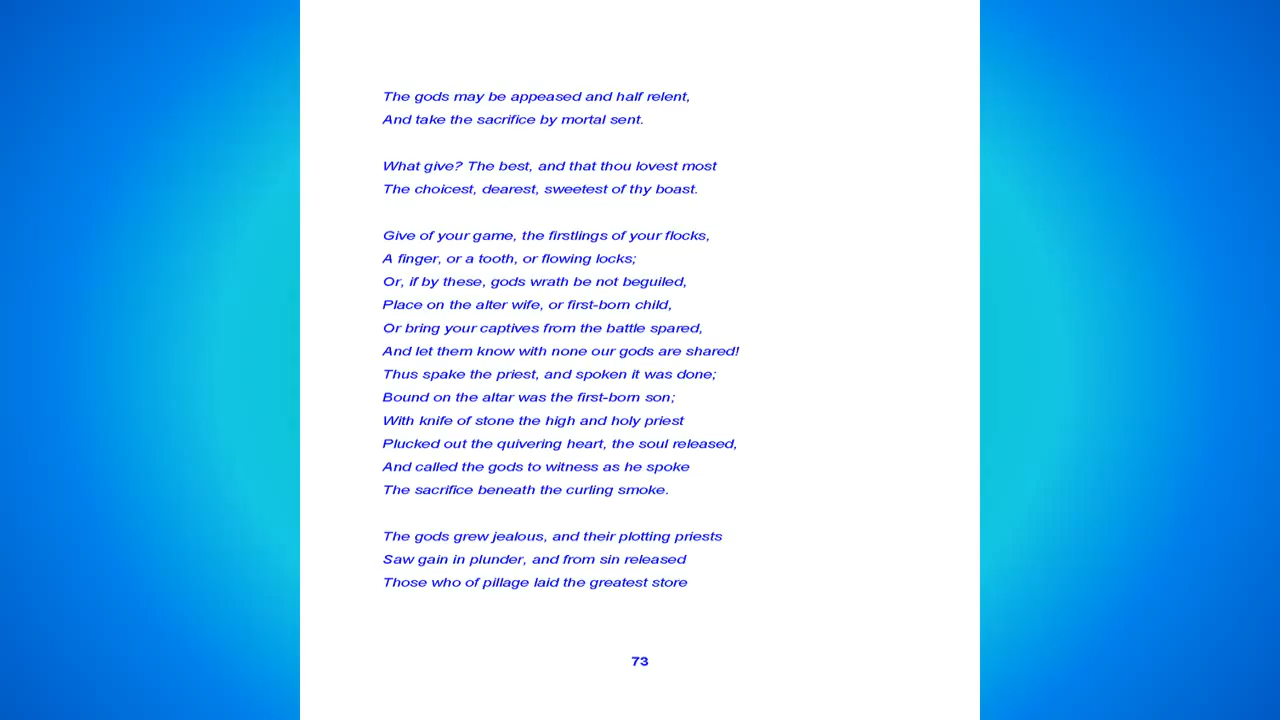 The gods may be appeased and half relent,
And take the sacrifice by mortal sent.
What give? The best, and that thou lovest most
The choicest, dearest, sweetest of thy boast.
Give of your game, the firstlings of your flocks,
A finger, or a tooth, or flowing locks;
Or, if by these, gods wrath be not beguiled,
Place on the alter wife, or first-born child,
Or bring your captives from the battle spared,
And let them know with none our gods are shared!
Thus spake the priest, and spoken it was done;
Bound on the altar was the first-born son;
With knife of stone the high and holy priest
Plucked out the quivering heart, the soul released,
And called the gods to witness as he spoke
The sacrifice beneath the curling smoke.
The gods grew jealous, and their plotting priests
Saw gain in plunder, and from sin released
Those who of pillage laid the greatest store
73